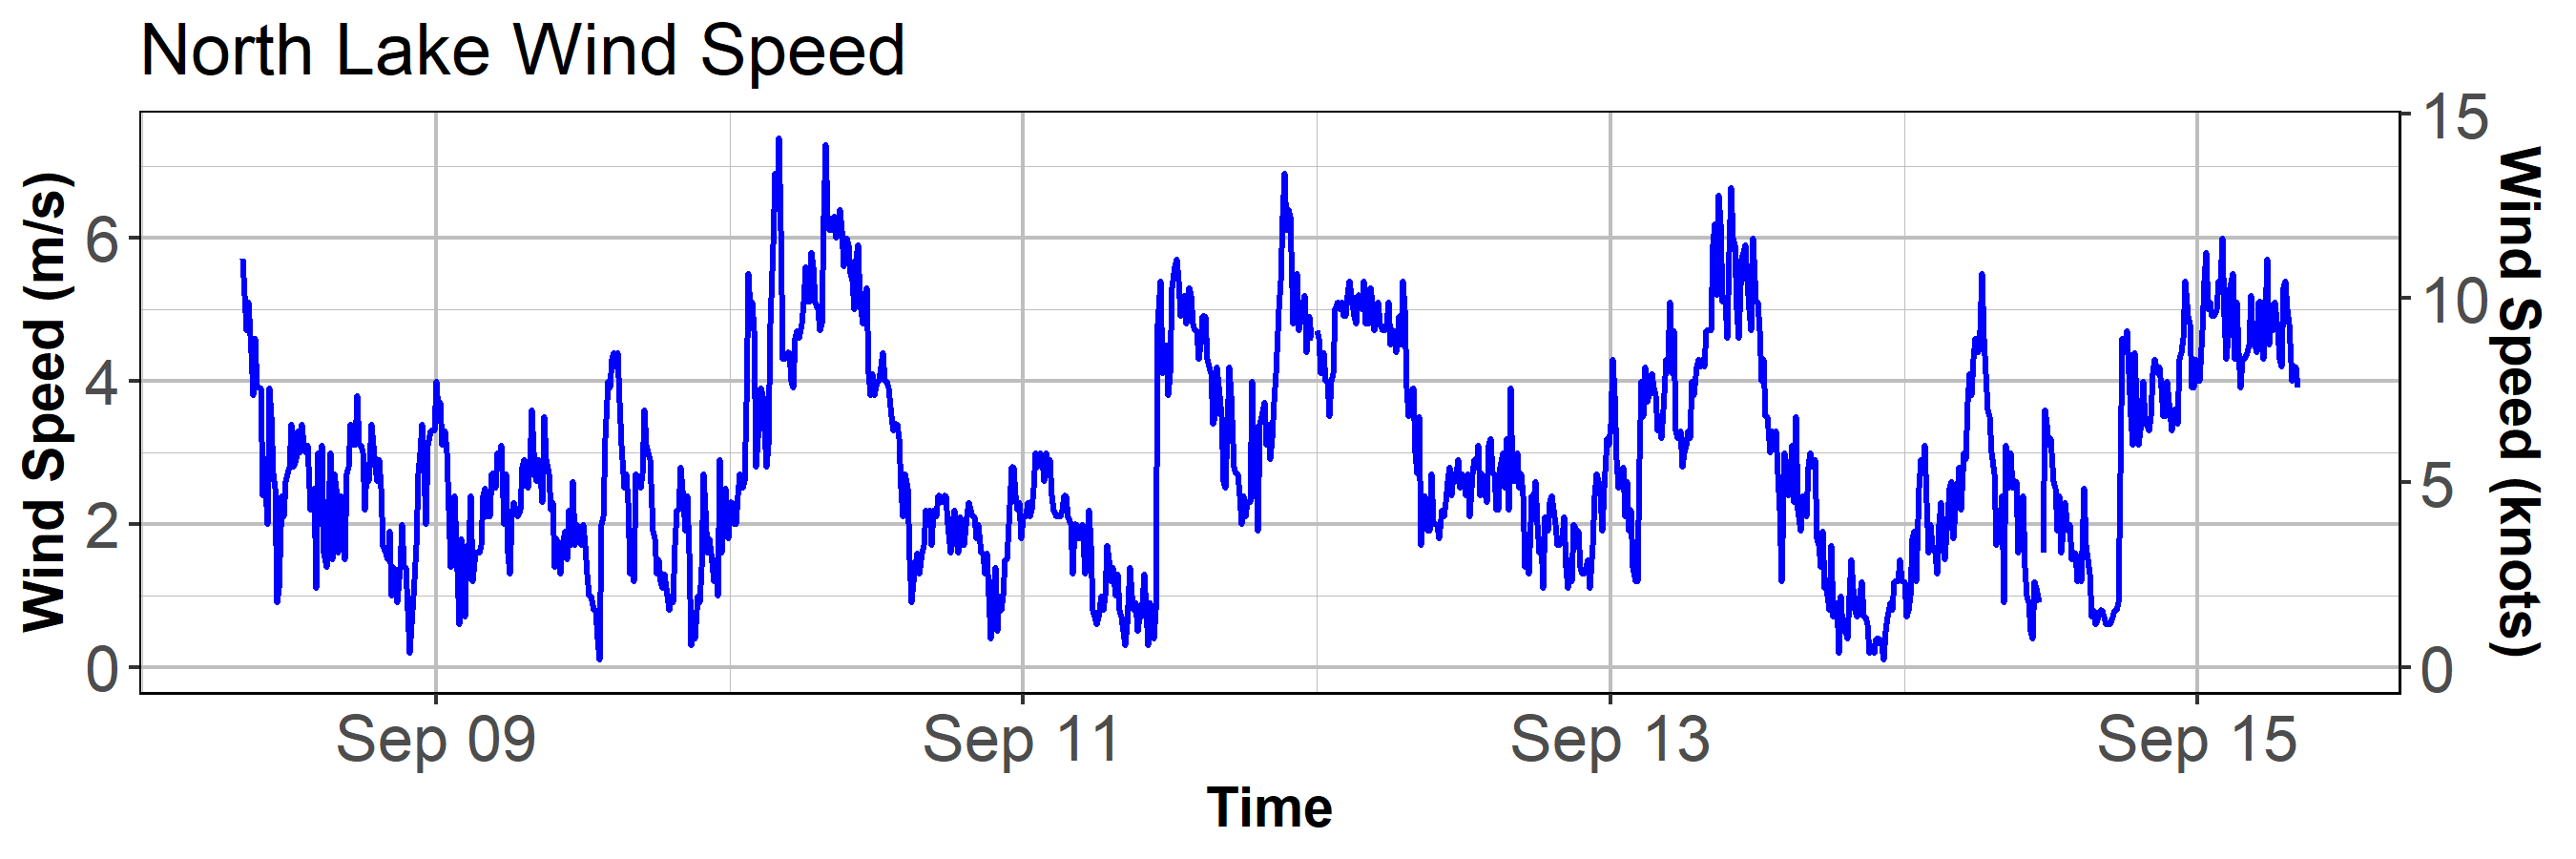 North Lake Wind Speed
Wind Speed (m/s)
6
4
2
0
15
10
5
0
Wind Speed (knots)
Sep 09 Sep 11 Sep 13 Sep 15
Time